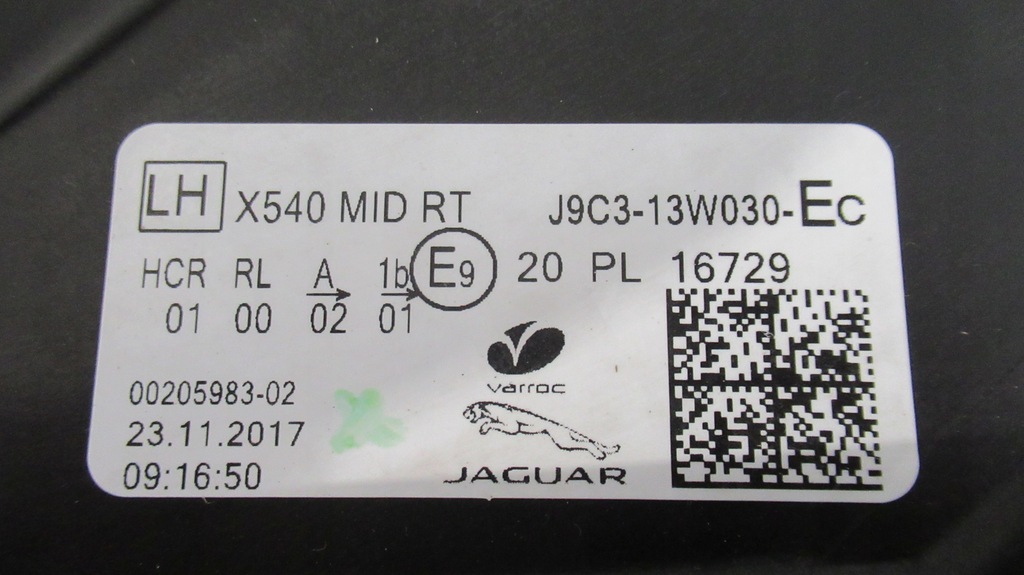 LH X540 MID RT J9C3-13W030-EC
HCR RL A 1b E9 20 PL 16729
01 00 02 01
varroc
00205983-02
23.11.2017
09:16:50
JAGUAR